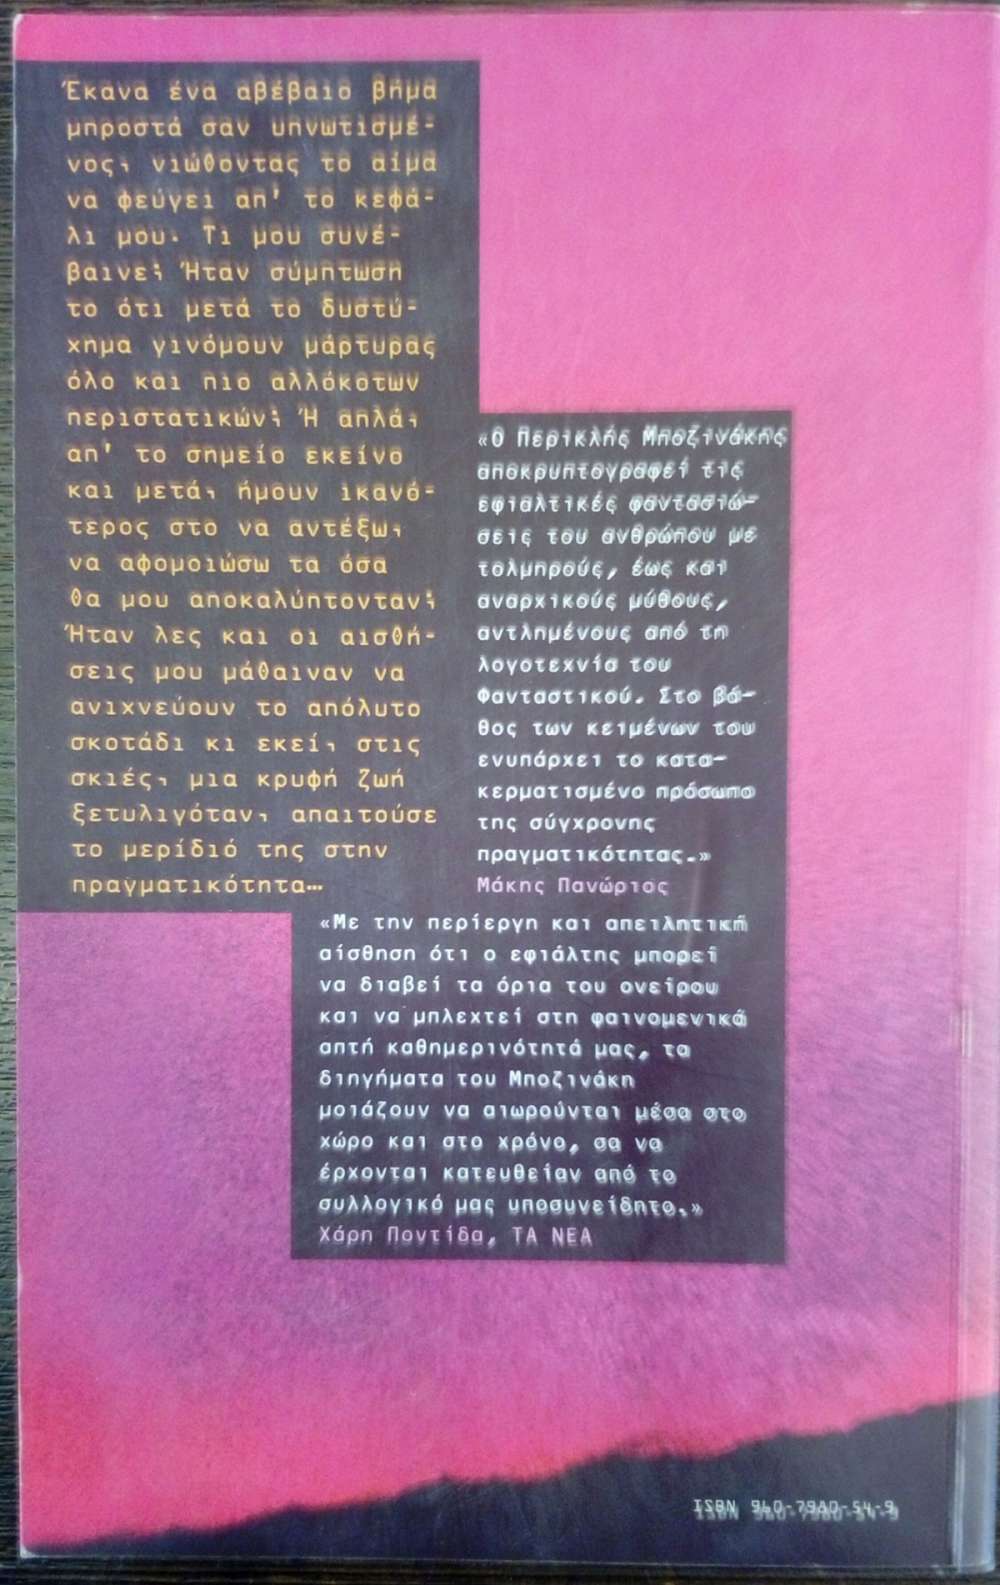 Έκανα ένα αβέβαιο βήμα
μπροστά σαν υπνωτισμέ-
νος, νιώθοντας το αίμα
να φεύγει απ' το κεφά-
λι μου. Τι μου συνέ-
βαινε; Ήταν σύμπτωση
το ότι μετά το δυστύ-
χημα γινόμουν μάρτυρας
όλο και πιο αλλόκοτων
περιστατικών; Ή απλά,
απ' το σημείο εκείνο
και μετά, ήμουν ικανό-
τερος στο να αντέξω,
να αφομοιώσω τα όσα
θα μου αποκαλύπτονταν;
Ήταν λες και οι αισθή-
σεις μου μάθαιναν να
ανιχνεύουν το απόλυτο
σκοτάδι κι εκεί, στις
σκιές, μια κρυφή ζωή
ξετυλιγόταν, απαιτούσε
το μερίδιό της στην
πραγματικότητα…
«Ο Περικλής Μποζινάκης
αποκρυπτογραφεί τις
εφιαλτικές φαντασιώ-
σεις του ανθρώπου με
τολμηρούς, έως και
αναρχικούς μύθους,
αντλημένους από τη
λογοτεχνία του
Φανταστικού. Στο βά-
θος των κειμένων του
ενυπάρχει το κατα-
κερματισμένο πρόσωπο
της σύγχρονης
πραγματικότητας.»
Μάκης Πανώριος
«Με την περίεργη και απειλητική
αίσθηση ότι ο εφιάλτης μπορεί
να διαβεί τα όρια του ονείρου
και να μπλεχτεί στη φαινομενικά
απτή καθημερινότητά μας, τα
διηγήματα του Μποζινάκη
μοιάζουν να αιωρούνται μέσα στο
χώρο και στο χρόνο, σα να
έρχονται κατευθείαν από το
συλλογικό μας υποσυνείδητο.»
Χάρη Ποντίδα, ΤΑ ΝΕΑ
ISBN 960-7980-54-9